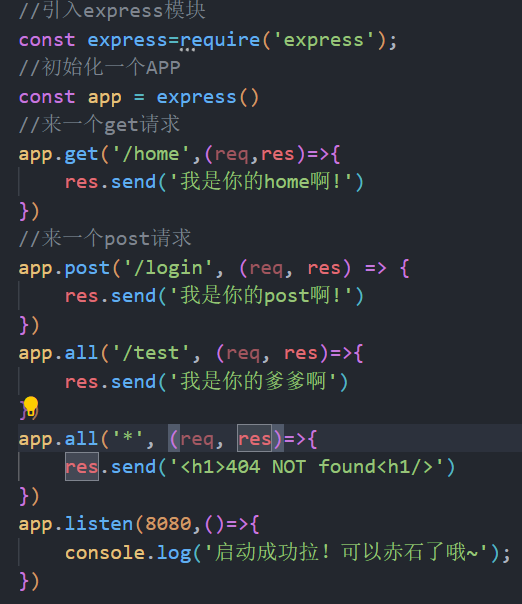 //引入express模块
const express=require('express');
//初始化一个APP
const app = express()
//来一个get请求
app.get('/home',(req,res)=>{
    res.send('我是你的home啊!')
})
//来一个post请求
app.post('/login', (req, res) => {
    res.send('我是你的post啊!')
})
app.all('/test', (req, res)=>{
    res.send('我是你的爹爹啊')
})
app.all('*', (req, res)=>{
    res.send('<h1>404 NOT found<h1/>')
})
app.listen(8080,()=>{
    console.log('启动成功拉！可以赤石了哦~');
})